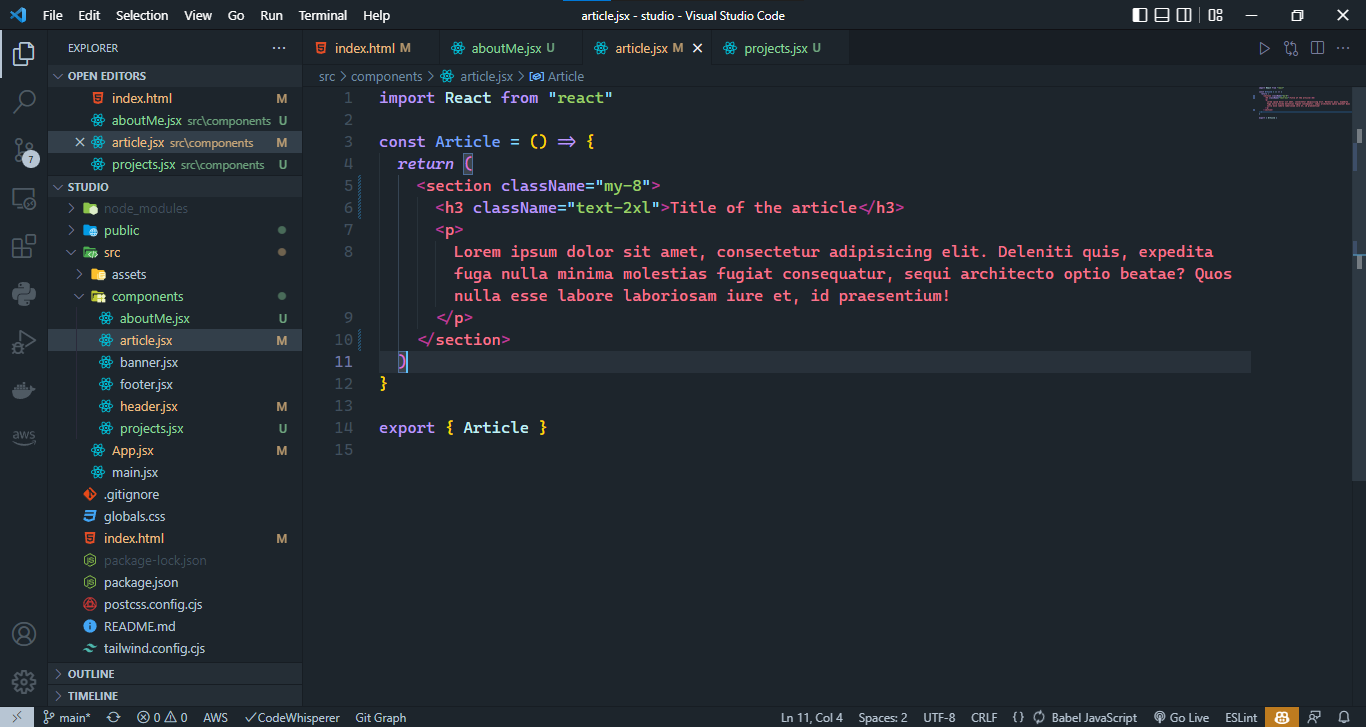 File Edit Selection View Go Run Terminal Help article.jsx - studio - Visual Studio Code
EXPLORER
OPEN EDITORS
index.html M
aboutMe.jsx src\components U
article.jsx src\components M
projects.jsx src\components U
STUDIO
node_modules
public
src
assets
components
aboutMe.jsx U
article.jsx M
banner.jsx
footer.jsx
header.jsx M
projects.jsx U
App.jsx M
main.jsx
.gitignore
globals.css
index.html M
package-lock.json
package.json
postcss.config.cjs
README.md
tailwind.config.cjs
OUTLINE
TIMELINE
7
aws
index.html M aboutMe.jsx U article.jsx M projects.jsx U
src > components > article.jsx > Article
1 import React from "react"
2
3 const Article = () => {
4 return (
5 <section className="my-8">
6 <h3 className="text-2xl">Title of the article</h3>
7 <p>
8 Lorem ipsum dolor sit amet, consectetur adipisicing elit. Deleniti quis, expedita
fuga nulla minima molestias fugiat consequatur, sequi architecto optio beatae? Quos
nulla esse labore laboriosam iure et, id praesentium!
9 </p>
10 </section>
11 )
12 }
13
14 export { Article }
15
main* 0 0 AWS CodeWhisperer Git Graph Ln 11, Col 4 Spaces: 2 UTF-8 CRLF {} Babel JavaScript Go Live ESLint